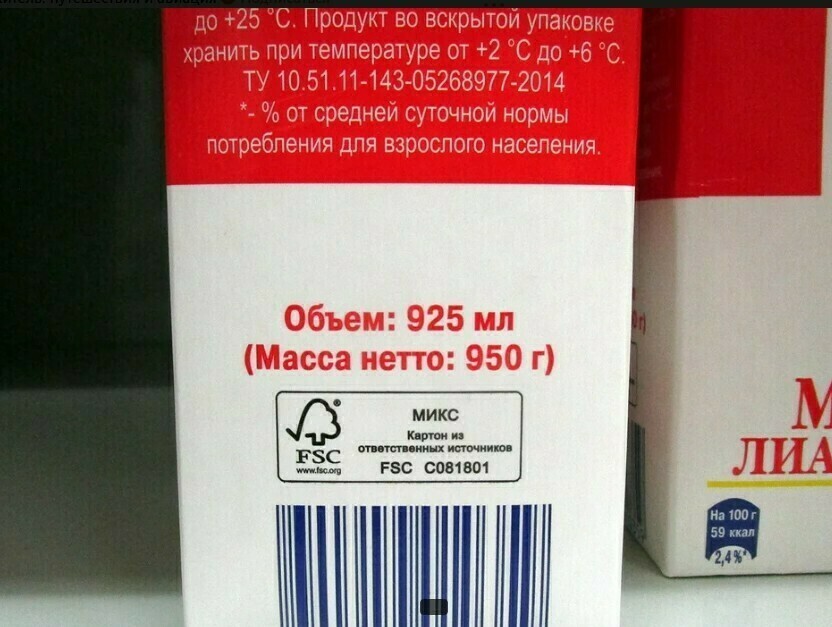 до +25 °С. Продукт во вскрытой упаковке
хранить при температуре от +2 °С до +6 °С.
ТУ 10.51.11-143-05268977-2014
*- % от средней суточной нормы
потребления для взрослого населения.
Объем: 925 мл
(Масса нетто: 950 г)
FSC
www.fsc.org
МИКС
Картон из
ответственных источников
FSC C081801
На 100 г
59 ккал
2,4%*